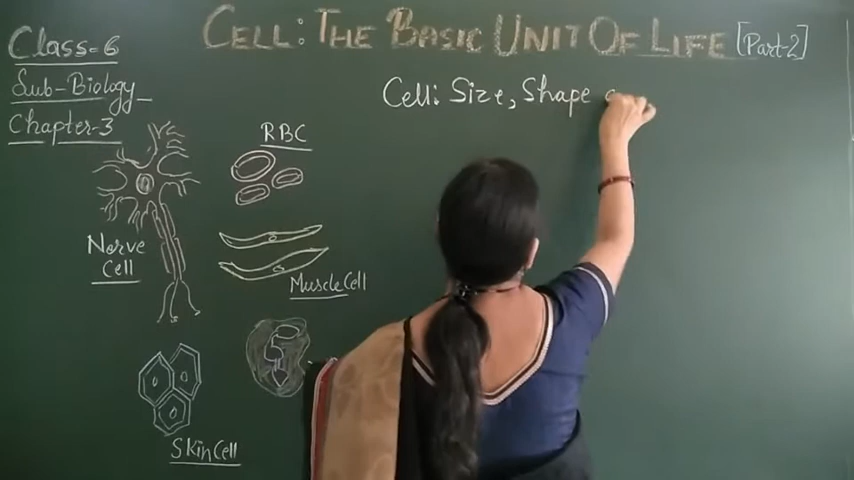 CELL: THE BASIC UNIT OF LIFE [Part-2]
Class-6
Sub-Biology
Chapter-3
Cell: Size, Shape
RBC
Nerve
Cell
Muscle Cell
Skin Cell